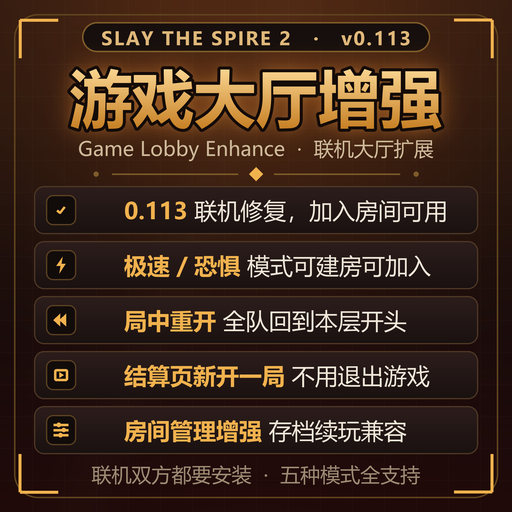 SLAY THE SPIRE 2 · v0.113
游戏大厅增强
Game Lobby Enhance · 联机大厅扩展
0.113 联机修复，加入房间可用
极速 / 恐惧 模式可建房可加入
局中重开 全队回到本层开头
结算页新开一局 不用退出游戏
房间管理增强 存档续玩兼容
联机双方都要安装 · 五种模式全支持